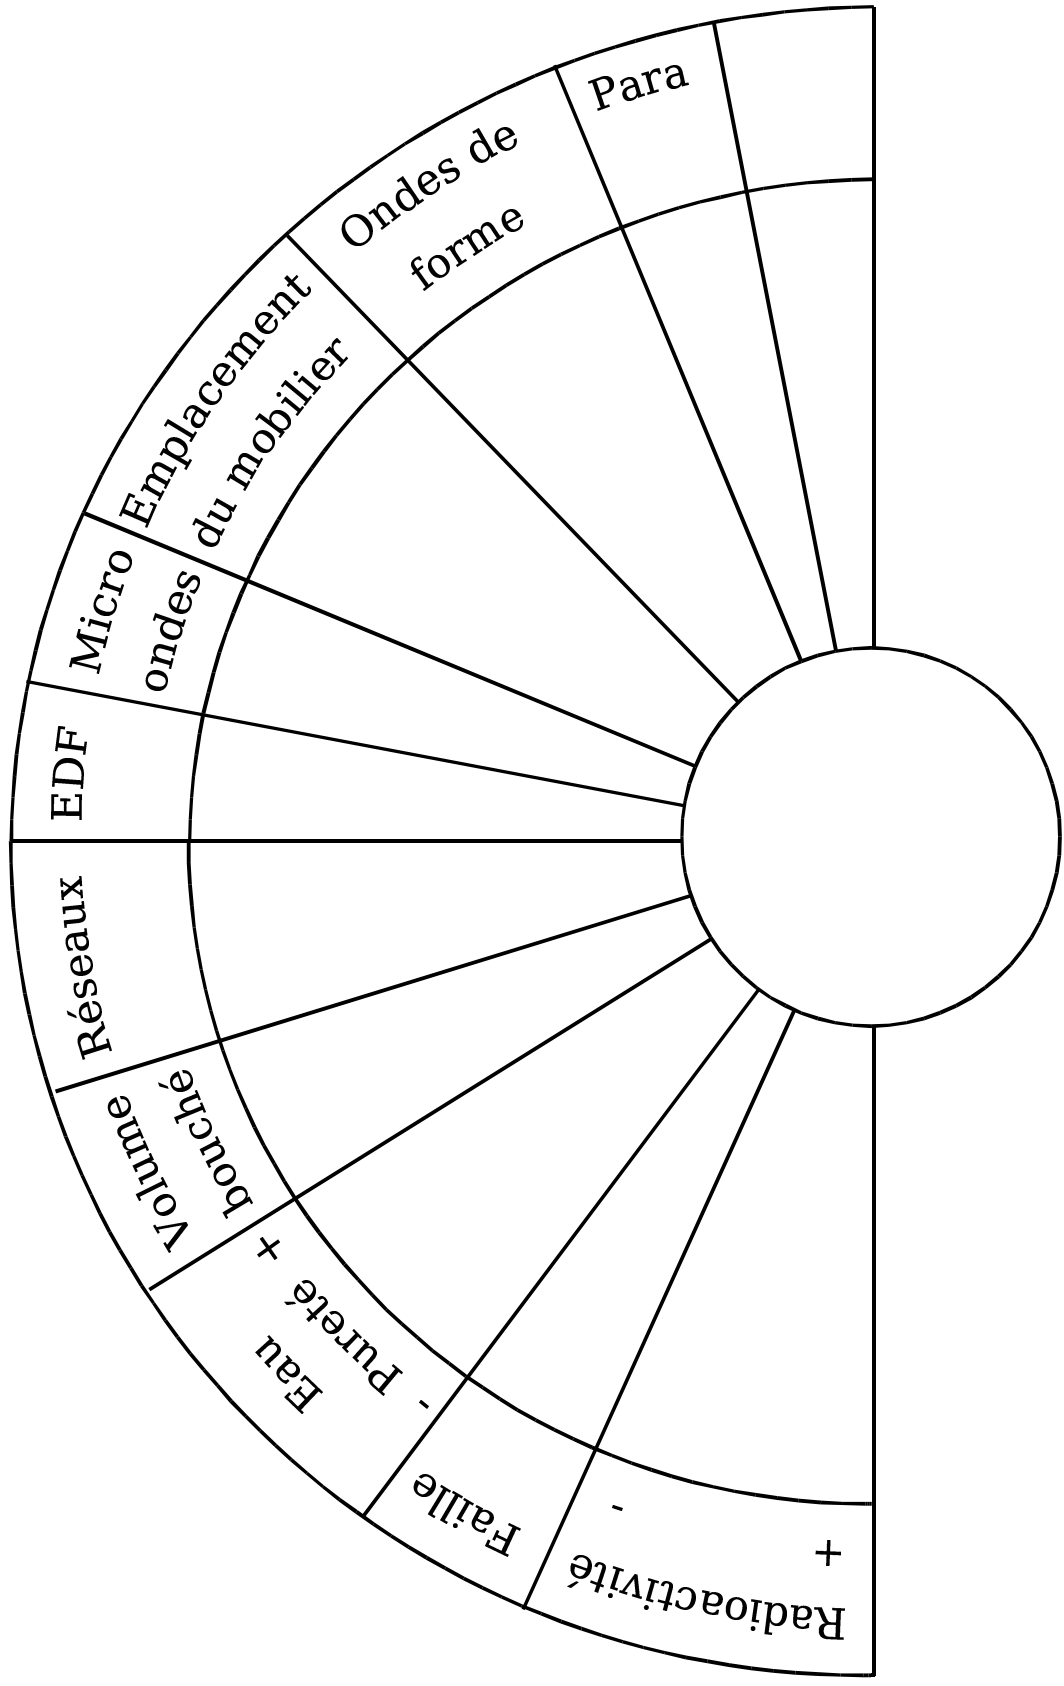 Para
Ondes de
forme
Emplacement
du mobilier
Micro
ondes
EDF
Réseaux
Volume
bouché
Eau
- Pureté +
Faille
Radioactivité
+ -